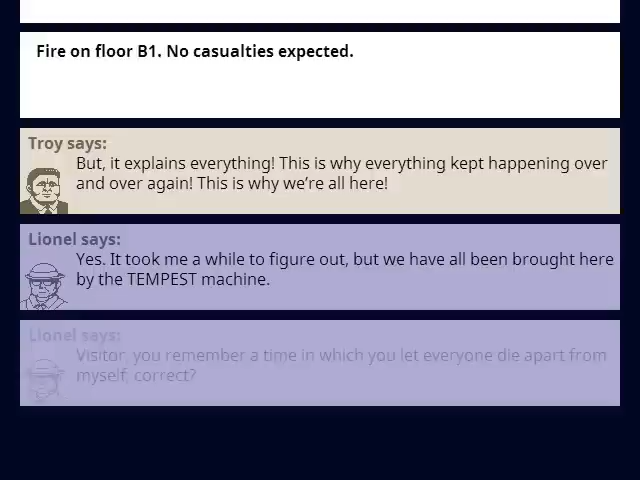 Fire on floor B1. No casualties expected.
Troy says:
But, it explains everything! This is why everything kept happening over
and over again! This is why we're all here!
Lionel says:
Yes. It took me a while to figure out, but we have all been brought here
by the TEMPEST machine.
Lionel says:
Visitor, you remember a time in which you let everyone die apart from
myself, correct?